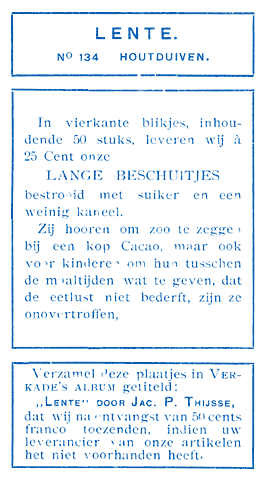 LENTE.
No 134 HOUTDUIVEN.
In vierkante blikjes, inhou-
dende 50 stuks, leveren wij à
25 Cent onze
LANGE BESCHUITJES
bestrooid met suiker en een
weinig kaneel.
Zij hooren om zoo te zeggen
bij een kop Cacao, maar ook
voor kinderen om hun tusschen
de maaltijden wat te geven, dat
de eetlust niet bederft, zijn ze
onovertroffen,
Verzamel deze plaatjes in VER-
KADE'S ALBUM getiteld:
„LENTE" DOOR JAC. P. THIJSSE,
dat wij na ontvangst van 50 cents
franco toezenden, indien uw
leverancier van onze artikelen
het niet voorhanden heeft.